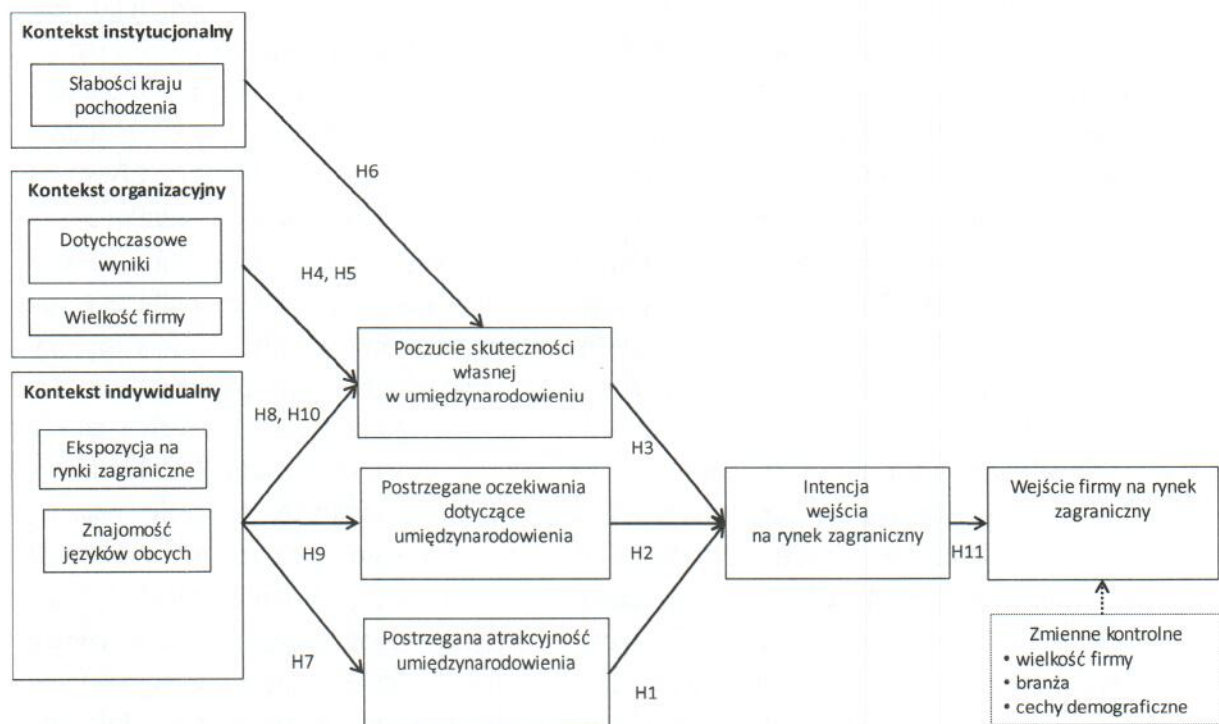 Kontekst instytucjonalny
Słabości kraju
pochodzenia
H6
Kontekst organizacyjny
Dotychczasowe
wyniki
Wielkość firmy
H4, H5
Kontekst indywidualny
Ekspozycja na
rynki zagraniczne
Znajomość
języków obcych
H8, H10
H9
H7
Poczucie skuteczności
własnej
w umiędzynarodowieniu
Postrzegane oczekiwania
dotyczące
umiędzynarodowienia
Postrzegana atrakcyjność
umiędzynarodowienia
H3
H2
H1
Intencja
wejścia
na rynek zagraniczny
H11
Wejście firmy na rynek
zagraniczny
Zmienne kontrolne
• wielkość firmy
• branża
• cechy demograficzne